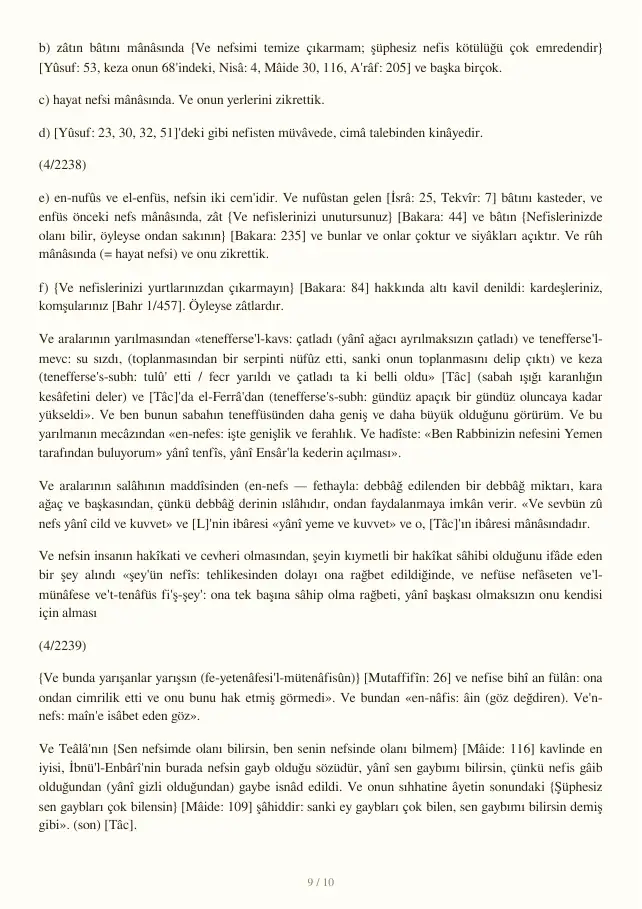 b) zâtın bâtını mânâsında {Ve nefsimi temize çıkarmam; şüphesiz nefis kötülüğü çok emredendir}
[Yûsuf: 53, keza onun 68'indeki, Nisâ: 4, Mâide 30, 116, A'râf: 205] ve başka birçok.
c) hayat nefsi mânâsında. Ve onun yerlerini zikrettik.
d) [Yûsuf: 23, 30, 32, 51]'deki gibi nefisten müvâvede, cimâ talebinden kinâyedir.
(4/2238)
e) en-nufûs ve el-enfüs, nefsin iki cem'idir. Ve nufûstan gelen [İsrâ: 25, Tekvîr: 7] bâtını kasteder, ve
enfüs önceki nefs mânâsında, zât {Ve nefislerinizi unutursunuz} [Bakara: 44] ve bâtın {Nefislerinizde
olanı bilir, öyleyse ondan sakının} [Bakara: 235] ve bunlar ve onlar çoktur ve siyâkları açıktır. Ve rûh
mânâsında (= hayat nefsi) ve onu zikrettik.
f) {Ve nefislerinizi yurtlarınızdan çıkarmayın} [Bakara: 84] hakkında altı kavil denildi: kardeşleriniz,
komşularınız [Bahr 1/457]. Öyleyse zâtlardır.
Ve aralarının yarılmasından «tenefferse'l-kavs: çatladı (yânî ağacı ayrılmaksızın çatladı) ve tenefferse'l-
mevc: su sızdı, (toplanmasından bir serpinti nüfûz etti, sanki onun toplanmasını delip çıktı) ve keza
(tenefferse's-subh: tulû' etti / fecr yarıldı ve çatladı ta ki belli oldu» [Tâc] (sabah ışığı karanlığın
kesâfetini deler) ve [Tâc]'da el-Ferrâ'dan (tenefferse's-subh: gündüz apaçık bir gündüz oluncaya kadar
yükseldi». Ve ben bunun sabahın teneffüsünden daha geniş ve daha büyük olduğunu görürüm. Ve bu
yarılmanın mecâzından «en-nefes: işte genişlik ve ferahlık. Ve hadîste: «Ben Rabbinizin nefesini Yemen
tarafından buluyorum» yânî tenfîs, yânî Ensâr'la kederin açılması».
Ve aralarının salâhının maddîsinden (en-nefs — fethayla: debbâğ edilenden bir debbâğ miktarı, kara
ağaç ve başkasından, çünkü debbâğ derinin ıslâhıdır, ondan faydalanmaya imkân verir. «Ve sevbün zû
nefs yânî cild ve kuvvet» ve [L]'nin ibâresi «yânî yeme ve kuvvet» ve o, [Tâc]'ın ibâresi mânâsındadır.
Ve nefsin insanın hakîkati ve cevheri olmasından, şeyin kıymetli bir hakîkat sâhibi olduğunu ifâde eden
bir şey alındı «şey'ün nefîs: tehlikesinden dolayı ona rağbet edildiğinde, ve nefüse nefâseten ve'l-
münâfese ve't-tenâfüs fi'ş-şey': ona tek başına sâhip olma rağbeti, yânî başkası olmaksızın onu kendisi
için alması
(4/2239)
{Ve bunda yarışanlar yarışsın (fe-yetenâfesi'l-mütenâfisûn)} [Mutaffifîn: 26] ve nefise bihî an fülân: ona
ondan cimrilik etti ve onu bunu hak etmiş görmedi». Ve bundan «en-nâfis: âin (göz değdiren). Ve'n-
nefs: maîn'e isâbet eden göz».
Ve Teâlâ'nın {Sen nefsimde olanı bilirsin, ben senin nefsinde olanı bilmem} [Mâide: 116] kavlinde en
iyisi, İbnü'l-Enbârî'nin burada nefsin gayb olduğu sözüdür, yânî sen gaybımı bilirsin, çünkü nefis gâib
olduğundan (yânî gizli olduğundan) gaybe isnâd edildi. Ve onun sıhhatine âyetin sonundaki {Şüphesiz
sen gaybları çok bilensin} [Mâide: 109] şâhiddir: sanki ey gaybları çok bilen, sen gaybımı bilirsin demiş
gibi». (son) [Tâc].
9 / 10